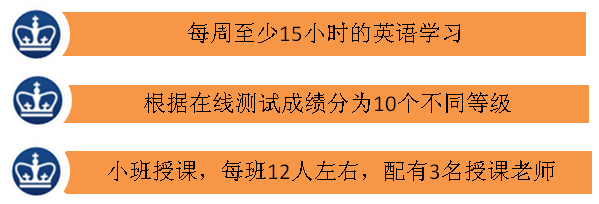 每周至少15小时的英语学习
根据在线测试成绩分为10个不同等级
小班授课，每班12人左右，配有3名授课老师